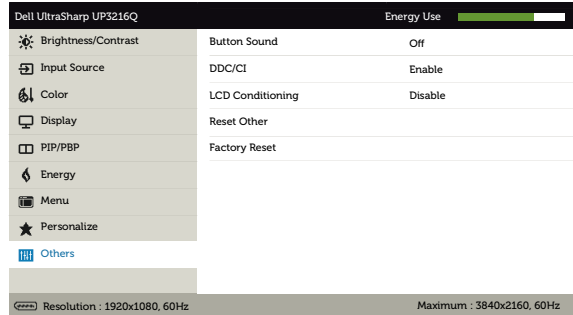 Dell UltraSharp UP3216Q Energy Use
Brightness/Contrast Button Sound Off
Input Source DDC/CI Enable
Color LCD Conditioning Disable
Display Reset Other
PIP/PBP Factory Reset
Energy
Menu
Personalize
Others
Resolution : 1920x1080, 60Hz Maximum : 3840x2160, 60Hz